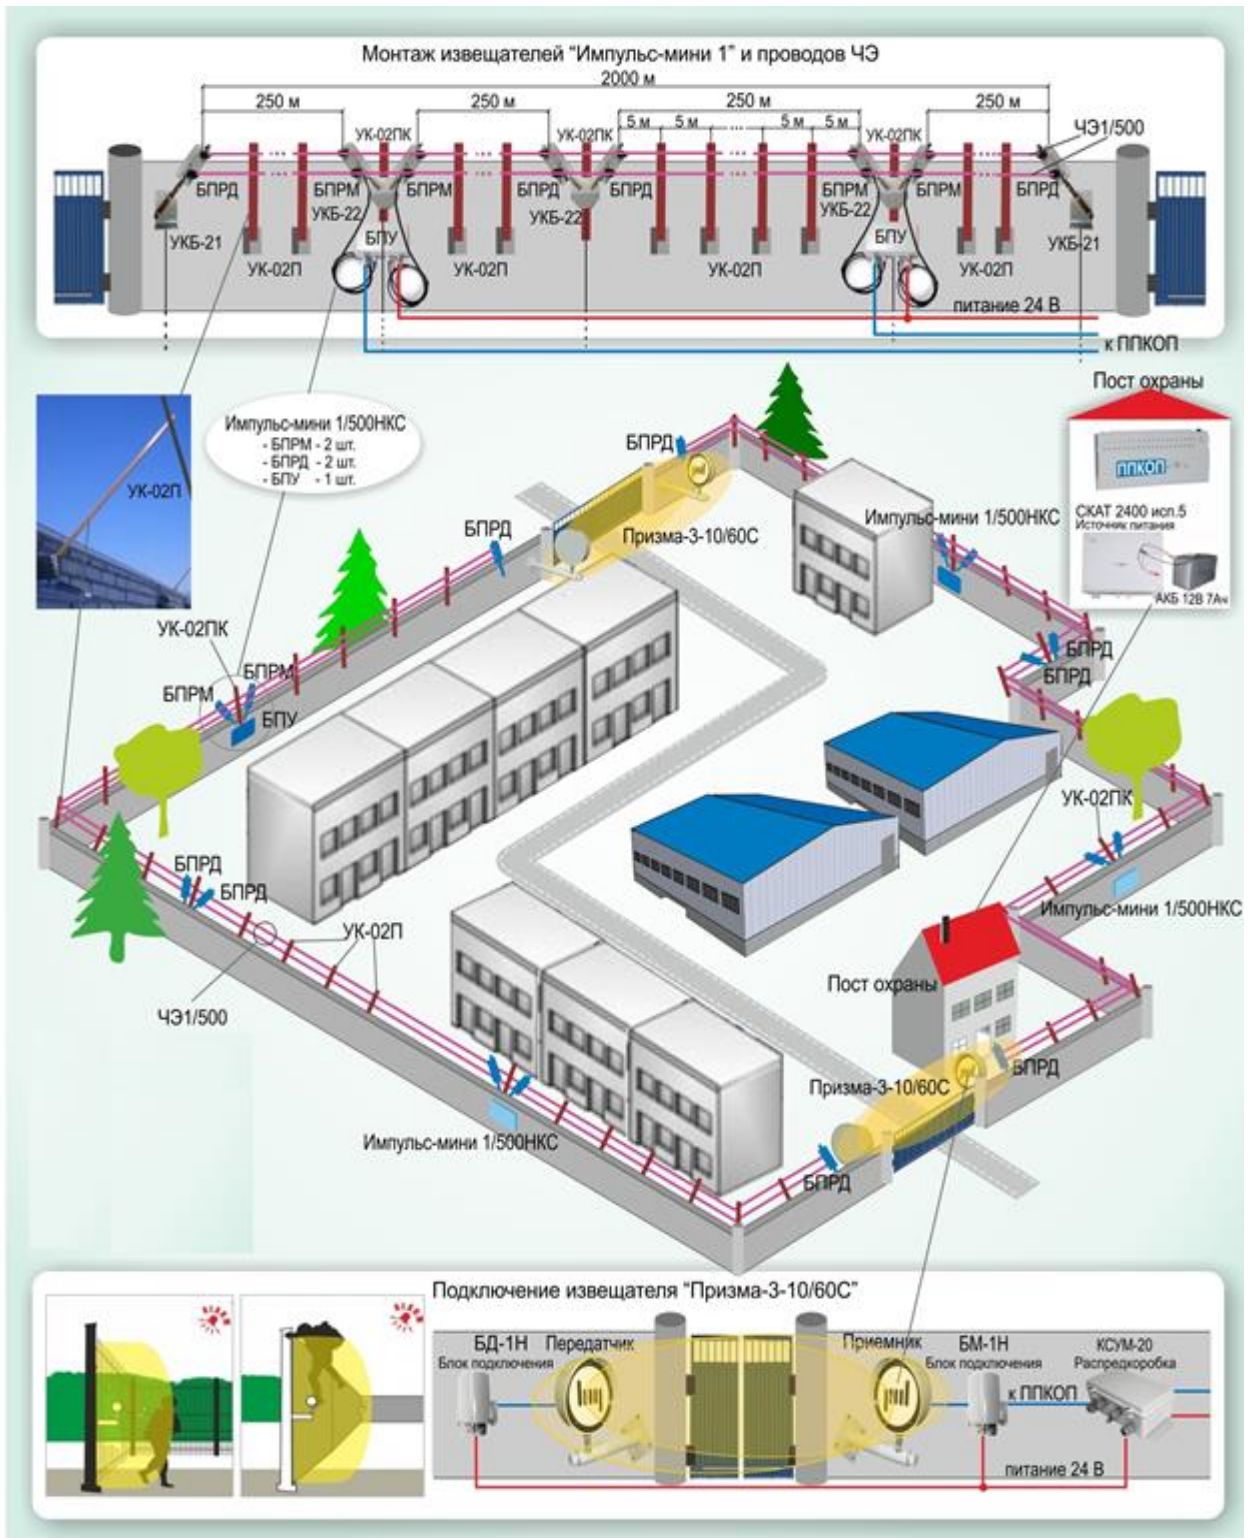 Монтаж извещателей “Импульс-мини 1” и проводов ЧЭ
2000 м
250 м
250 м
250 м
250 м
5 м
5 м
5 м
5 м
УК-02ПК
УК-02ПК
УК-02ПК
ЧЭ1/500
БПРД
БПРМ
БПРМ
БПРД
БПРД
БПРМ
БПРМ
БПРД
УКБ-21
УКБ-22
УКБ-22
УКБ-22
УКБ-21
БПУ
БПУ
УК-02П
УК-02П
УК-02П
УК-02П
питание 24 В
к ППКОП
Пост охраны
ППКОП
СКАТ 2400 исп.5
Источник питания
АКБ 12В 7Ач
УК-02П
Импульс-мини 1/500НКС
- БПРМ - 2 шт.
- БПРД - 2 шт.
- БПУ - 1 шт.
БПРД
Призма-3-10/60С
БПРД
Импульс-мини 1/500НКС
УК-02ПК
БПРМ
БПРМ
БПУ
БПРД
БПРД
УК-02ПК
БПРД
БПРД
УК-02П
ЧЭ1/500
Импульс-мини 1/500НКС
Пост охраны
Призма-3-10/60С
БПРД
Импульс-мини 1/500НКС
БПРД
Подключение извещателя “Призма-3-10/60С”
БД-1Н
Блок подключения
Передатчик
Приемник
БМ-1Н
Блок подключения
КСУМ-20
Распредкоробка
к ППКОП
питание 24 В